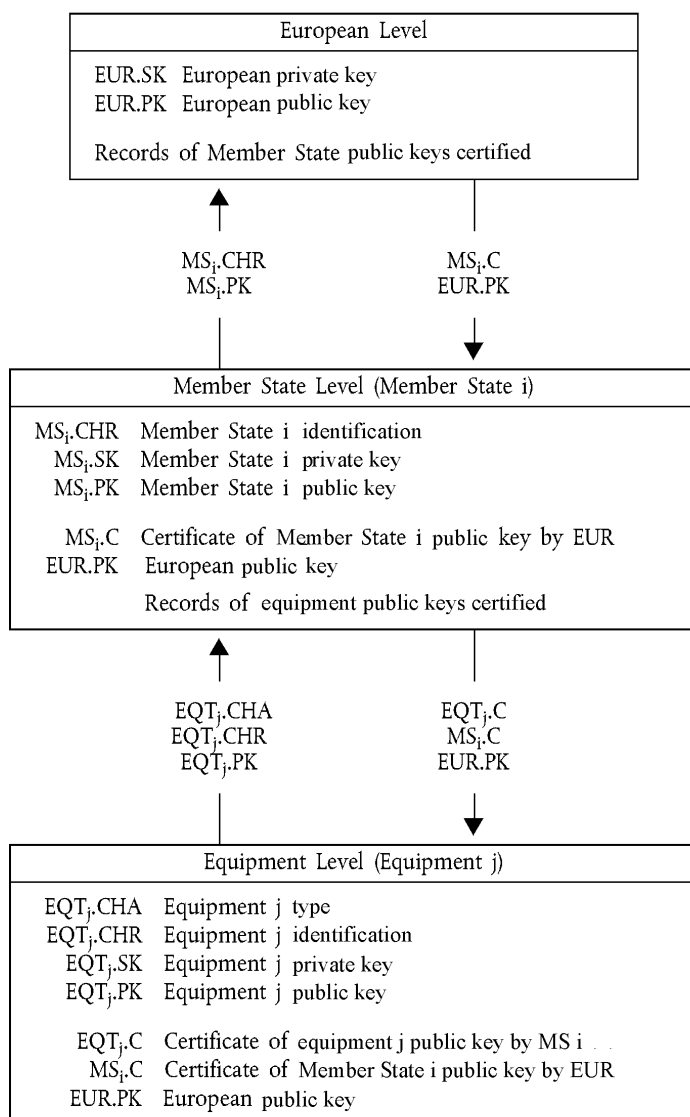 European Level
EUR.SK European private key
EUR.PK European public key
Records of Member State public keys certified
MSi.CHR
MSi.PK
MSi.C
EUR.PK
Member State Level (Member State i)
MSi.CHR Member State i identification
MSi.SK Member State i private key
MSi.PK Member State i public key
MSi.C Certificate of Member State i public key by EUR
EUR.PK European public key
Records of equipment public keys certified
EQTj.CHA
EQTj.CHR
EQTj.PK
EQTj.C
MSi.C
EUR.PK
Equipment Level (Equipment j)
EQTj.CHA Equipment j type
EQTj.CHR Equipment j identification
EQTj.SK Equipment j private key
EQTj.PK Equipment j public key
EQTj.C Certificate of equipment j public key by MS i
MSi.C Certificate of Member State i public key by EUR
EUR.PK European public key